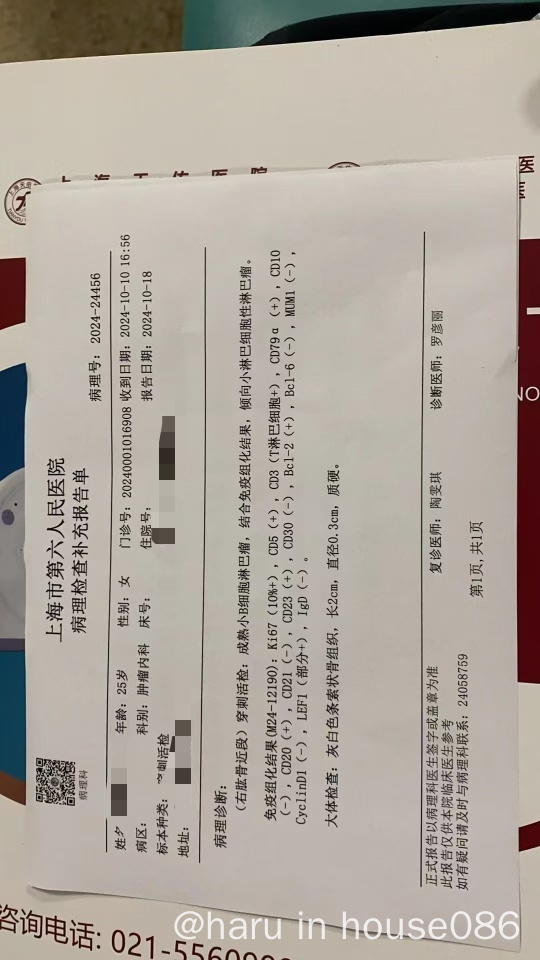 上海市第六人民医院
病理检查补充报告单
病理号: 2024-24456
病理科
年龄: 25岁 性别: 女 门诊号: 20240001016908 收到日期: 2024-10-10 16:56
病区: 科别: 肿瘤内科 床号: 住院号: 报告日期: 2024-10-18
标本种类: 穿刺活检
地址:
病理诊断:
(右肱骨近段)穿刺活检: 成熟小B细胞淋巴瘤, 结合免疫组化结果, 倾向小淋巴细胞性淋巴瘤。
免疫组化结果(M24-12190): Ki67(10%+), CD5(+), CD3(T淋巴细胞+), CD79α(+), CD10
(-), CD20(+), CD21(-), CD23(+), CD30(-), Bcl-2(+), Bcl-6(-), MUM1(-),
CyclinD1(-), LEF1(部分+), IgD(-)。
大体检查: 灰白色条索状骨组织, 长2cm, 直径0.3cm, 质硬。
正式报告以病理科医生签字或盖章为准
此报告仅供本院临床医生参考
如有疑问请及时与病理科联系: 24058759
复诊医师: 陶雯琪
诊断医师: 罗彦丽
第1页, 共1页
咨询电话: 021-556090
@haru in house086